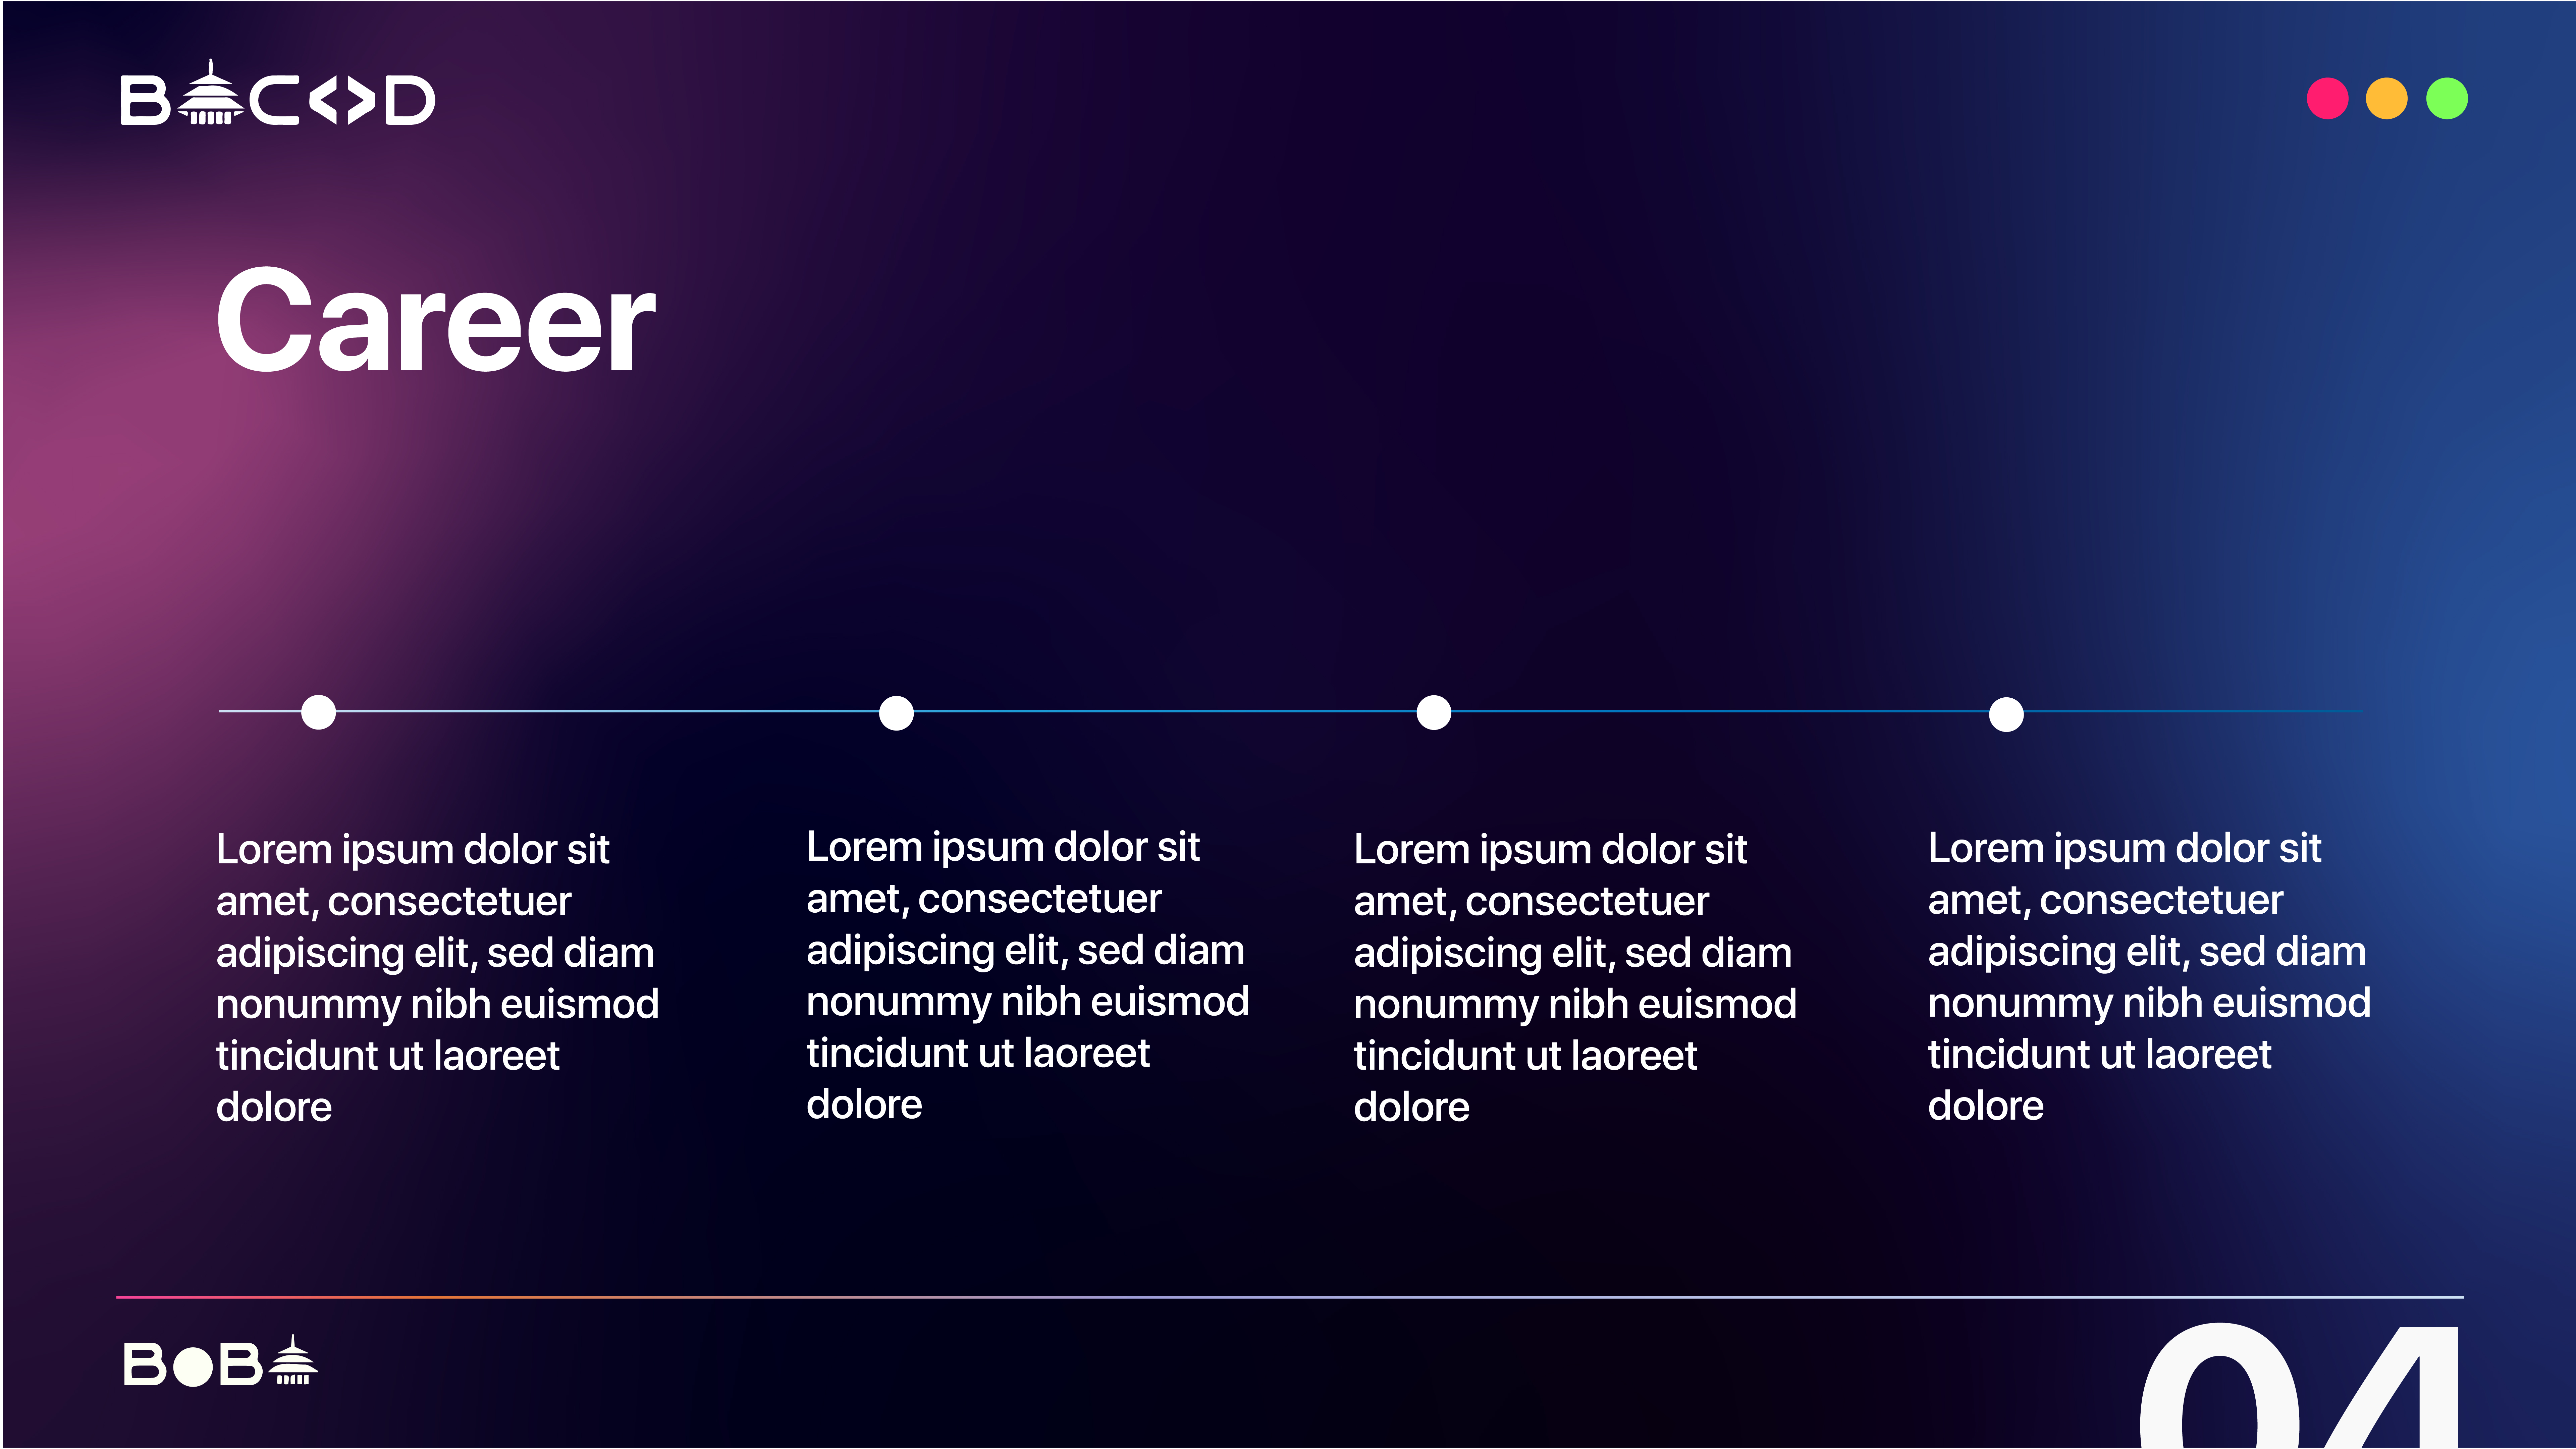 BACOD
Career
Lorem ipsum dolor sit
amet, consectetuer
adipiscing elit, sed diam
nonummy nibh euismod
tincidunt ut laoreet
dolore
Lorem ipsum dolor sit
amet, consectetuer
adipiscing elit, sed diam
nonummy nibh euismod
tincidunt ut laoreet
dolore
Lorem ipsum dolor sit
amet, consectetuer
adipiscing elit, sed diam
nonummy nibh euismod
tincidunt ut laoreet
dolore
Lorem ipsum dolor sit
amet, consectetuer
adipiscing elit, sed diam
nonummy nibh euismod
tincidunt ut laoreet
dolore
BOBA
04